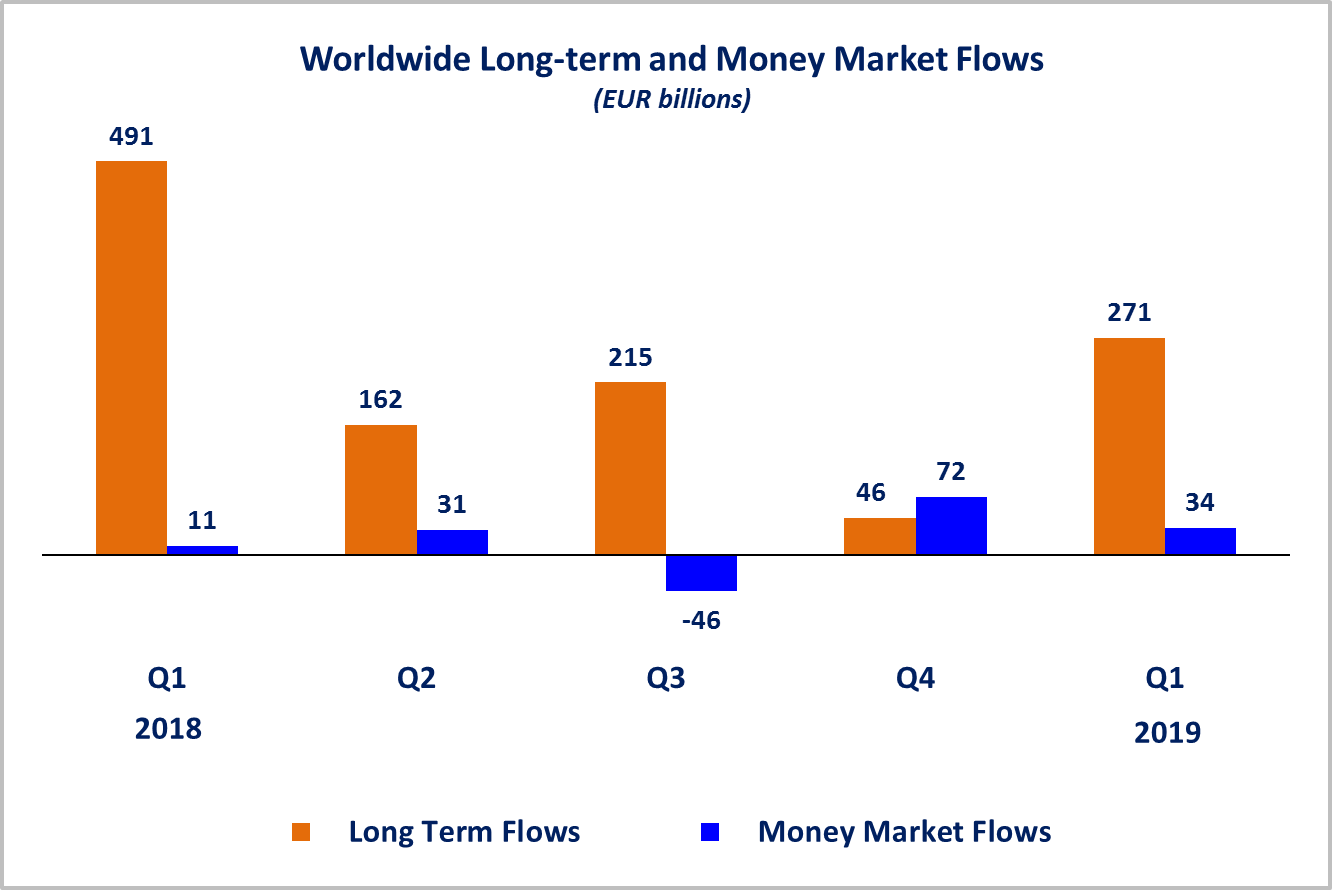 Worldwide Long-term and Money Market Flows
(EUR billions)
491
11
162
31
215
-46
46
72
271
34
Q1 Q2 Q3 Q4 Q1
2018 2019
Long Term Flows Money Market Flows